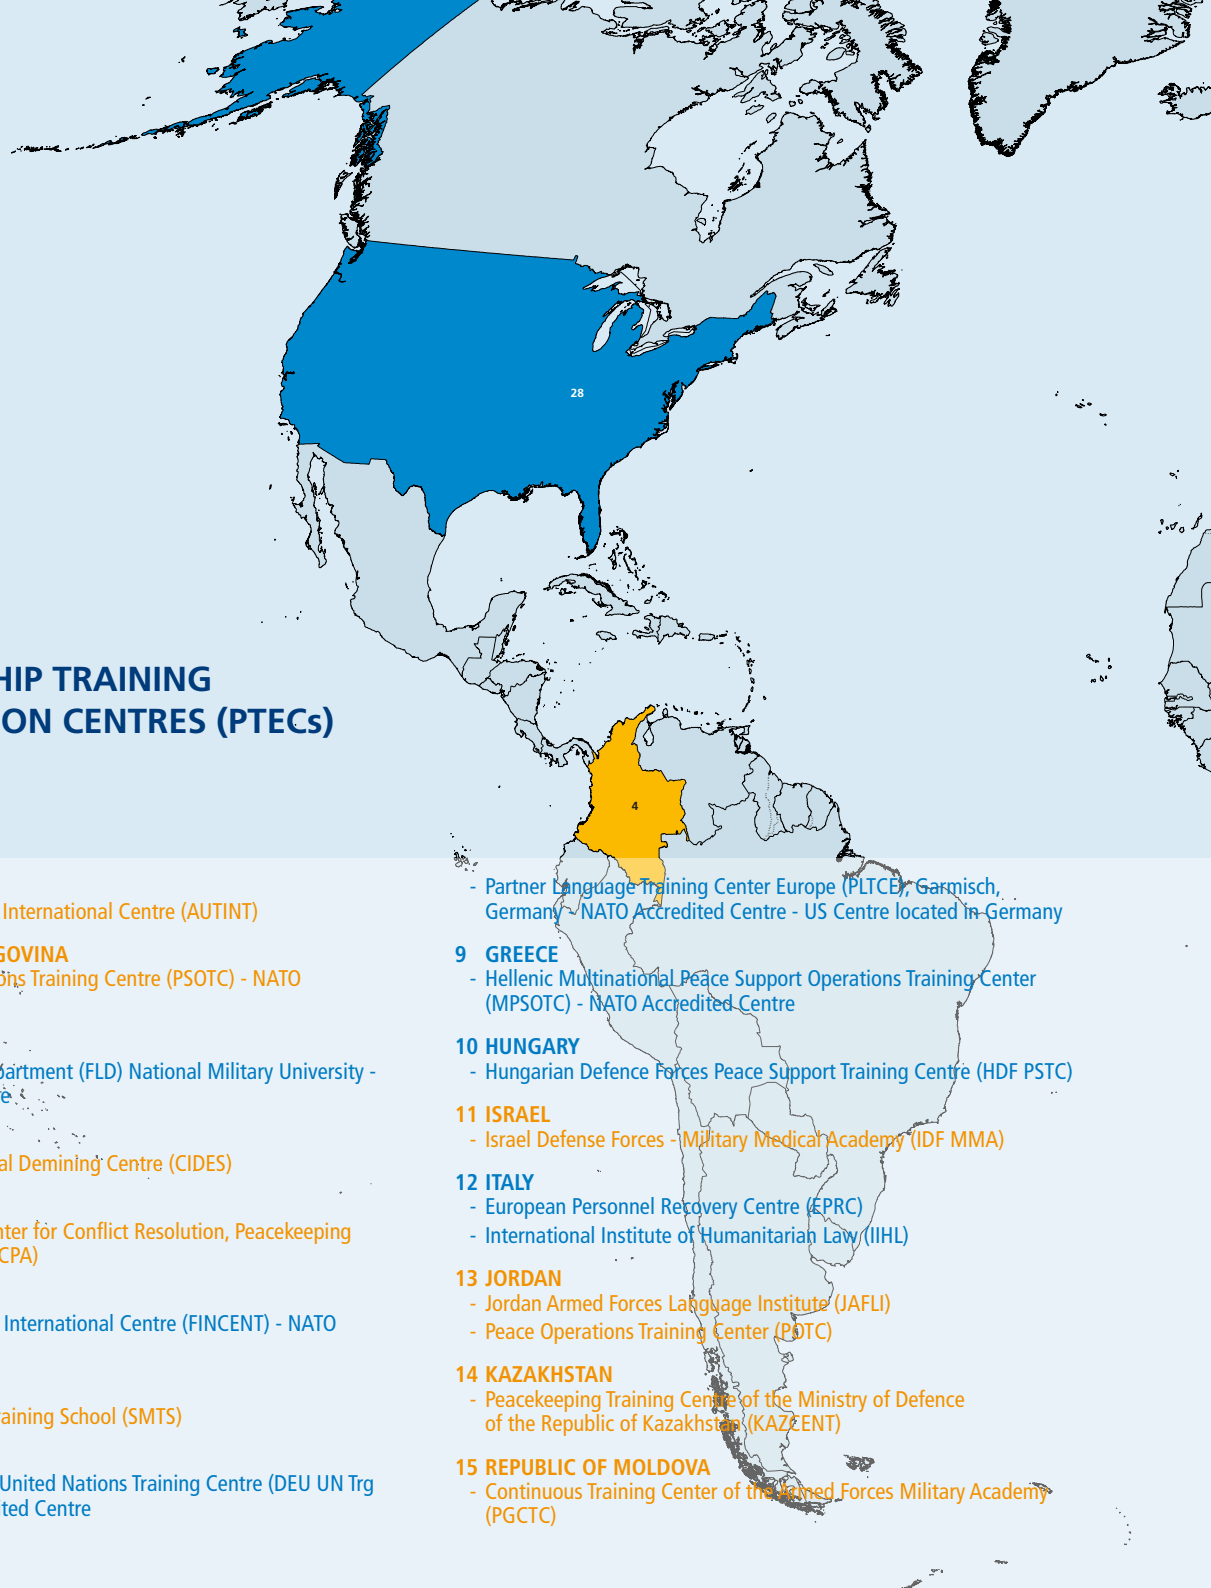 28
HIP TRAINING
ON CENTRES (PTECs)
4
International Centre (AUTINT)
GOVINA
ons Training Centre (PSOTC) - NATO
partment (FLD) National Military University -
e
al Demining Centre (CIDES)
nter for Conflict Resolution, Peacekeeping
CPA)
International Centre (FINCENT) - NATO
raining School (SMTS)
United Nations Training Centre (DEU UN Trg
ited Centre
- Partner Language Training Center Europe (PLTCE), Garmisch,
Germany - NATO Accredited Centre - US Centre located in Germany
9 GREECE
- Hellenic Multinational Peace Support Operations Training Center
(MPSOTC) - NATO Accredited Centre
10 HUNGARY
- Hungarian Defence Forces Peace Support Training Centre (HDF PSTC)
11 ISRAEL
- Israel Defense Forces - Military Medical Academy (IDF MMA)
12 ITALY
- European Personnel Recovery Centre (EPRC)
- International Institute of Humanitarian Law (IIHL)
13 JORDAN
- Jordan Armed Forces Language Institute (JAFLI)
- Peace Operations Training Center (POTC)
14 KAZAKHSTAN
- Peacekeeping Training Centre of the Ministry of Defence
of the Republic of Kazakhstan (KAZCENT)
15 REPUBLIC OF MOLDOVA
- Continuous Training Center of the Armed Forces Military Academy
(PGCTC)